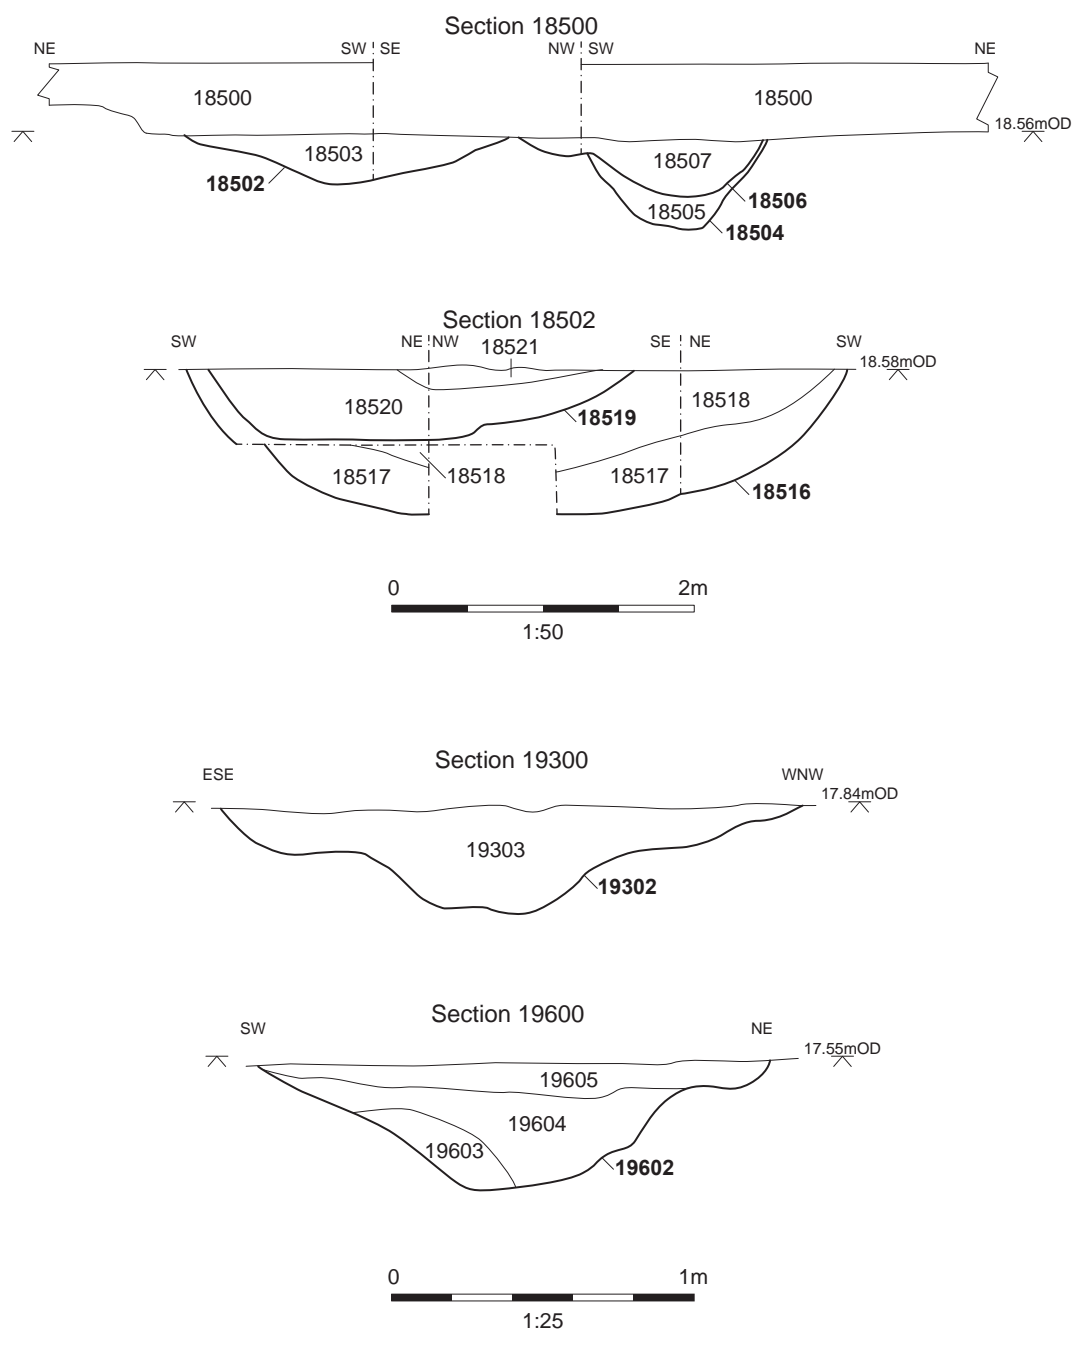 Section 18500
NE SW SE NW SW NE
18500 18500
18.56mOD
18503 18507
18502 18506
18505
18504
Section 18502
SW NE NW 18521 SE NE SW
18.58mOD
18520 18519 18518
18517 18518 18517 18516
0 2m
1:50
Section 19300
ESE WNW
17.84mOD
19303
19302
Section 19600
SW NE
17.55mOD
19605
19604
19603 19602
0 1m
1:25